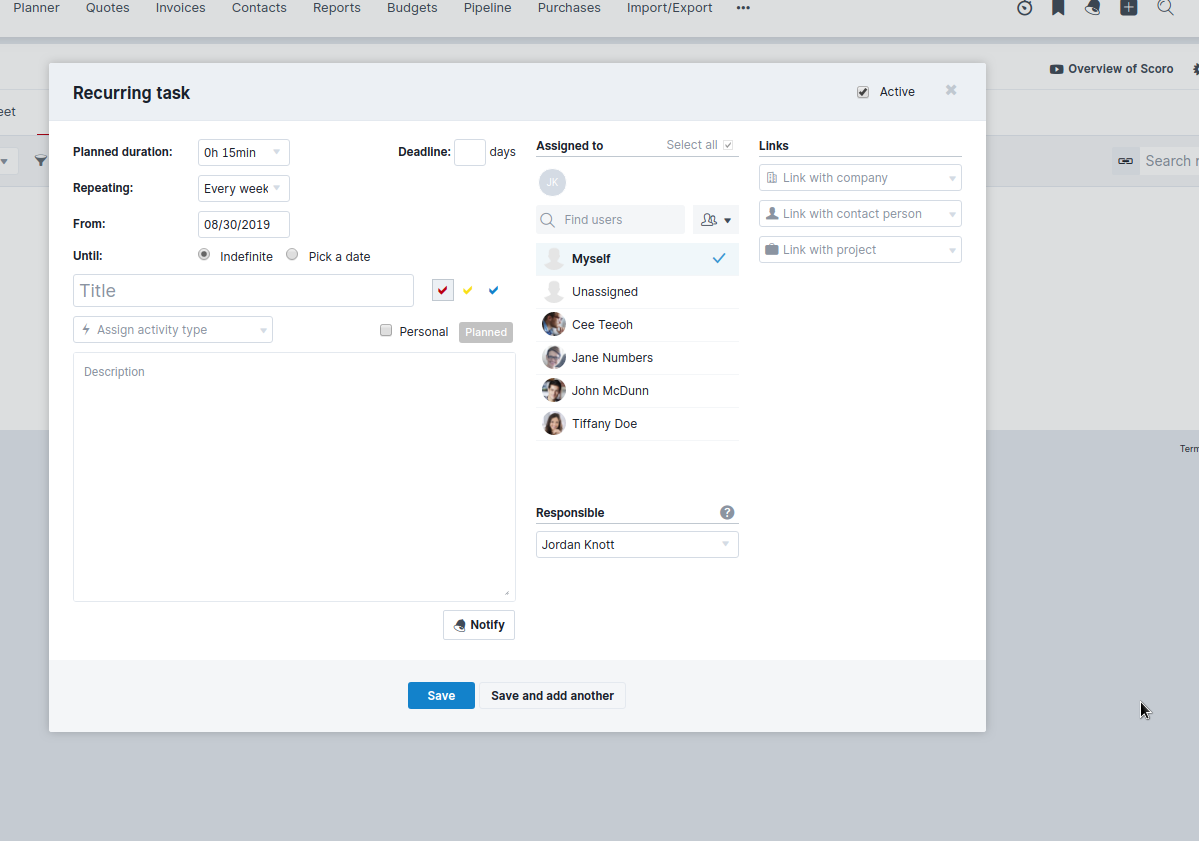 Planner Quotes Invoices Contacts Reports Budgets Pipeline Purchases Import/Export •••
Overview of Scoro
eet
Search r
Term
Recurring task
Active
Planned duration: 0h 15min Deadline: days
Repeating: Every week
From: 08/30/2019
Until: Indefinite Pick a date
Title
Assign activity type Personal Planned
Description
Notify
Assigned to Select all
JK
Find users
Myself
Unassigned
Cee Teeoh
Jane Numbers
John McDunn
Tiffany Doe
Responsible ?
Jordan Knott
Links
Link with company
Link with contact person
Link with project
Save Save and add another